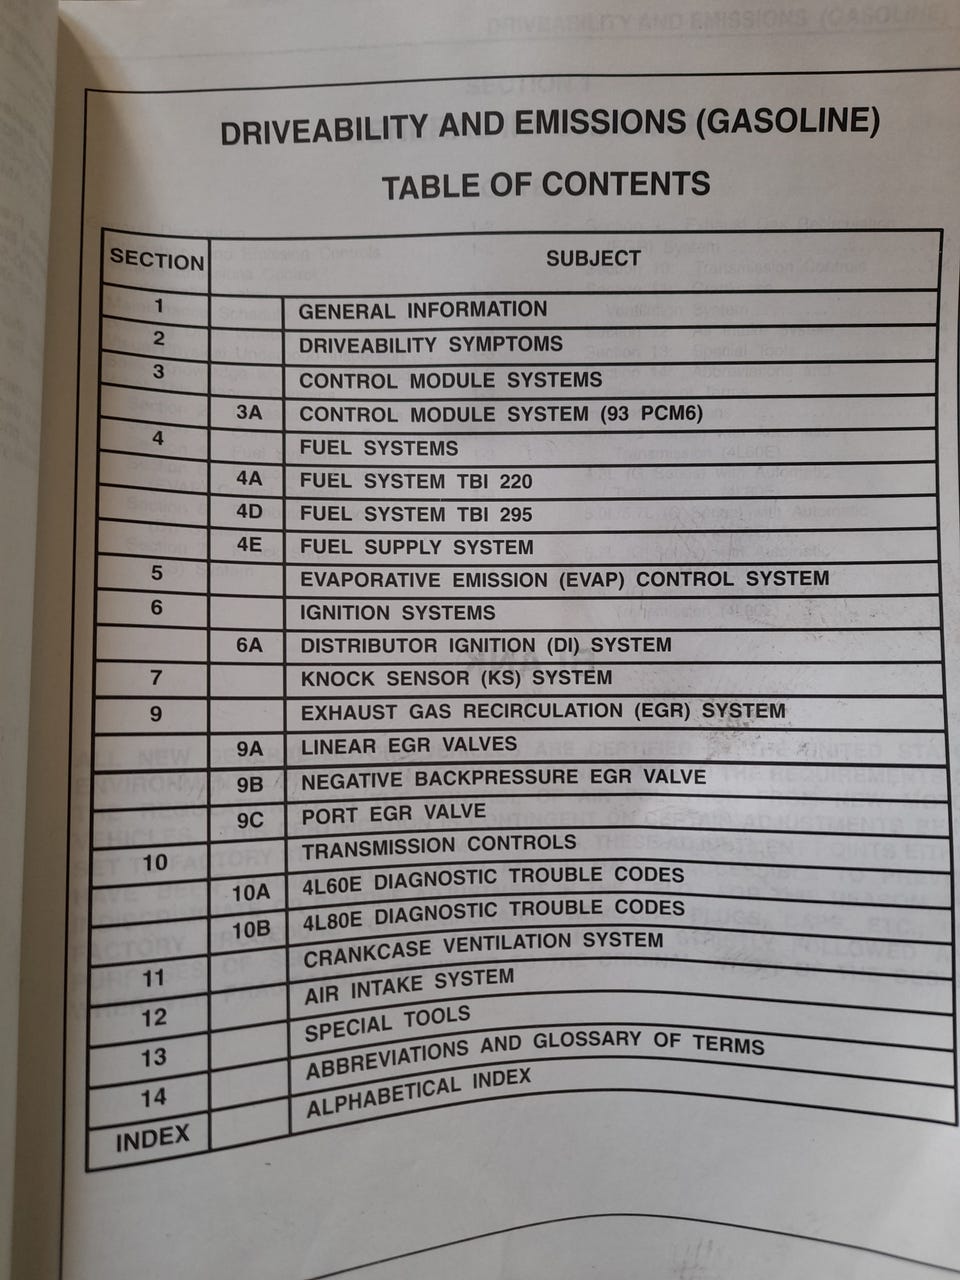 DRIVEABILITY AND EMISSIONS (GASOLINE)
TABLE OF CONTENTS
SECTION SUBJECT
1 GENERAL INFORMATION
2 DRIVEABILITY SYMPTOMS
3 CONTROL MODULE SYSTEMS
3A CONTROL MODULE SYSTEM (93 PCM6)
4 FUEL SYSTEMS
4A FUEL SYSTEM TBI 220
4D FUEL SYSTEM TBI 295
4E FUEL SUPPLY SYSTEM
5 EVAPORATIVE EMISSION (EVAP) CONTROL SYSTEM
6 IGNITION SYSTEMS
6A DISTRIBUTOR IGNITION (DI) SYSTEM
7 KNOCK SENSOR (KS) SYSTEM
9 EXHAUST GAS RECIRCULATION (EGR) SYSTEM
9A LINEAR EGR VALVES
9B NEGATIVE BACKPRESSURE EGR VALVE
9C PORT EGR VALVE
10 TRANSMISSION CONTROLS
10A 4L60E DIAGNOSTIC TROUBLE CODES
10B 4L80E DIAGNOSTIC TROUBLE CODES
11 CRANKCASE VENTILATION SYSTEM
12 AIR INTAKE SYSTEM
13 SPECIAL TOOLS
14 ABBREVIATIONS AND GLOSSARY OF TERMS
INDEX ALPHABETICAL INDEX